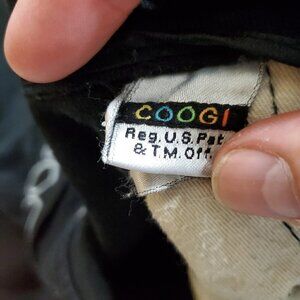 COOGI
Reg. U.S. Pat.
& T.M. Off.